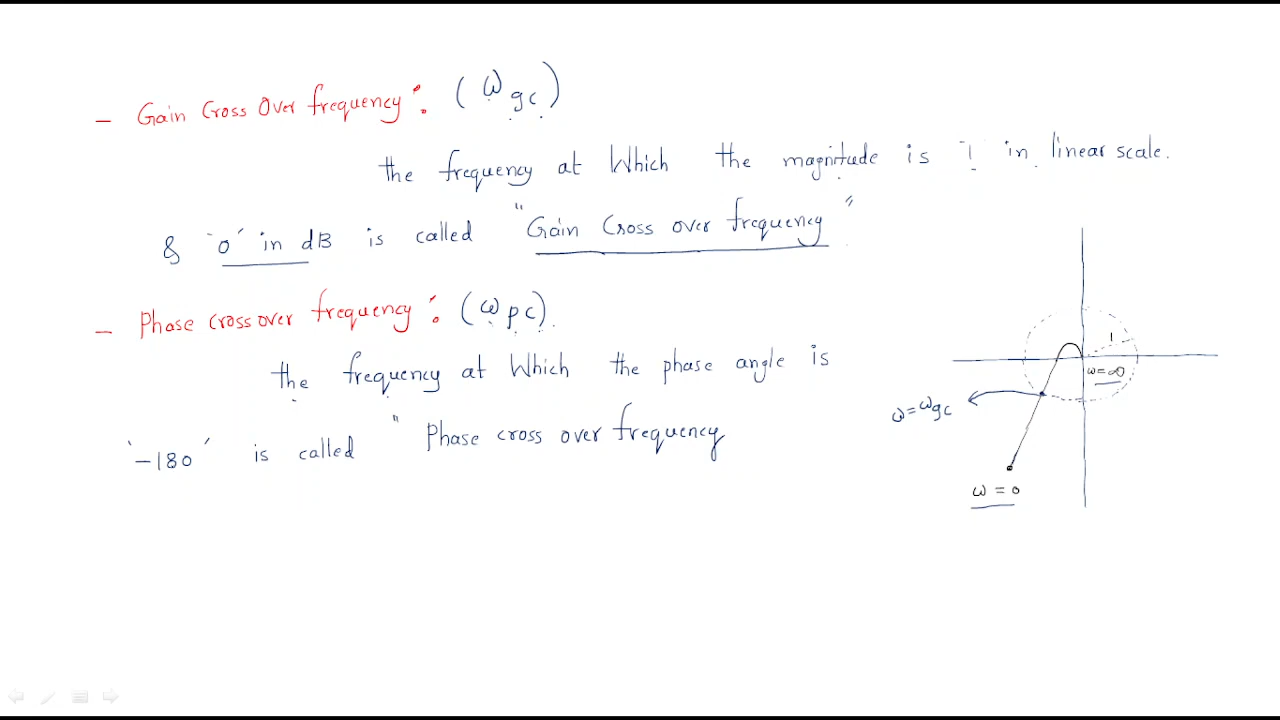 - Gain Cross Over frequency : (ωgc)
the frequency at Which the magnitude is '1' in linear scale.
& '0' in dB is called "Gain Cross over frequency"
- Phase cross over frequency : (ωpc).
the frequency at Which the phase angle is
'-180' is called "Phase cross over frequency
1
ω=∞
ω=ωgc
ω=0